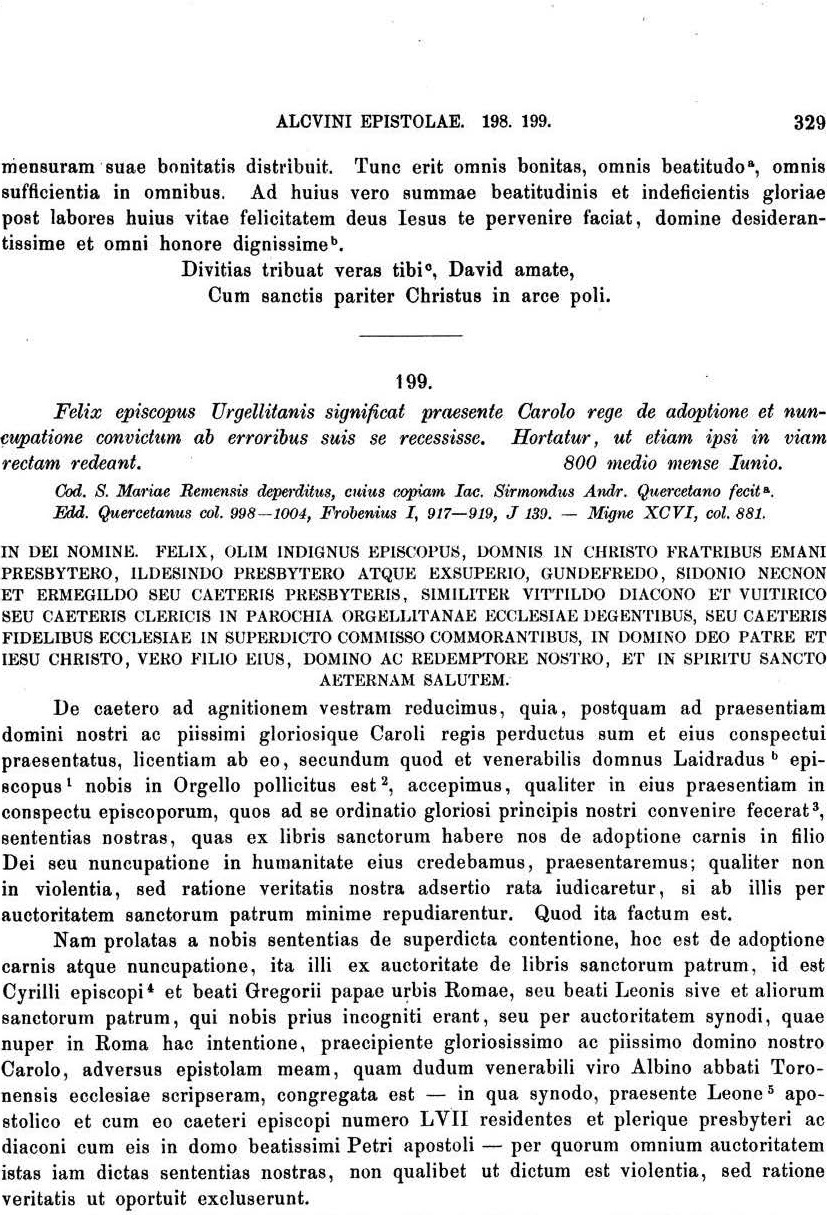 ALCVINI EPISTOLAE. 198. 199. 329
mensuram suae bonitatis distribuit. Tunc erit omnis bonitas, omnis beatitudoᵃ, omnis
sufficientia in omnibus. Ad huius vero summae beatitudinis et indeficientis gloriae
post labores huius vitae felicitatem deus Iesus te pervenire faciat, domine desideran-
tissime et omni honore dignissimeᵇ.
Divitias tribuat veras tibiᶜ, David amate,
Cum sanctis pariter Christus in arce poli.
199.
Felix episcopus Urgellitanis significat praesente Carolo rege de adoptione et nun-
cupatione convictum ab erroribus suis se recessisse. Hortatur, ut etiam ipsi in viam
rectam redeant. 800 medio mense Iunio.
Cod. S. Mariae Remensis deperditus, cuius copiam Iac. Sirmondus Andr. Quercetano fecitᵃ.
Edd. Quercetanus col. 998—1004, Frobenius I, 917—919, J 139. — Migne XCVI, col. 881.
IN DEI NOMINE. FELIX, OLIM INDIGNUS EPISCOPUS, DOMNIS IN CHRISTO FRATRIBUS EMANI
PRESBYTERO, ILDESINDO PRESBYTERO ATQUE EXSUPERIO, GUNDEFREDO, SIDONIO NECNON
ET ERMEGILDO SEU CAETERIS PRESBYTERIS, SIMILITER VITTILDO DIACONO ET VUITIRICO
SEU CAETERIS CLERICIS IN PAROCHIA ORGELLITANAE ECCLESIAE DEGENTIBUS, SEU CAETERIS
FIDELIBUS ECCLESIAE IN SUPERDICTO COMMISSO COMMORANTIBUS, IN DOMINO DEO PATRE ET
IESU CHRISTO, VERO FILIO EIUS, DOMINO AC REDEMPTORE NOSTRO, ET IN SPIRITU SANCTO
AETERNAM SALUTEM.
De caetero ad agnitionem vestram reducimus, quia, postquam ad praesentiam
domini nostri ac piissimi gloriosique Caroli regis perductus sum et eius conspectui
praesentatus, licentiam ab eo, secundum quod et venerabilis domnus Laidradusᵇ epi-
scopus¹ nobis in Orgello pollicitus est², accepimus, qualiter in eius praesentiam in
conspectu episcoporum, quos ad se ordinatio gloriosi principis nostri convenire fecerat³,
sententias nostras, quas ex libris sanctorum habere nos de adoptione carnis in filio
Dei seu nuncupatione in humanitate eius credebamus, praesentaremus; qualiter non
in violentia, sed ratione veritatis nostra adsertio rata iudicaretur, si ab illis per
auctoritatem sanctorum patrum minime repudiarentur. Quod ita factum est.
Nam prolatas a nobis sententias de superdicta contentione, hoc est de adoptione
carnis atque nuncupatione, ita illi ex auctoritate de libris sanctorum patrum, id est
Cyrilli episcopi⁴ et beati Gregorii papae urbis Romae, seu beati Leonis sive et aliorum
sanctorum patrum, qui nobis prius incogniti erant, seu per auctoritatem synodi, quae
nuper in Roma hac intentione, praecipiente gloriosissimo ac piissimo domino nostro
Carolo, adversus epistolam meam, quam dudum venerabili viro Albino abbati Toro-
nensis ecclesiae scripseram, congregata est — in qua synodo, praesente Leone⁵ apo-
stolico et cum eo caeteri episcopi numero LVII residentes et plerique presbyteri ac
diaconi cum eis in domo beatissimi Petri apostoli — per quorum omnium auctoritatem
istas iam dictas sententias nostras, non qualibet ut dictum est violentia, sed ratione
veritatis ut oportuit excluserunt.